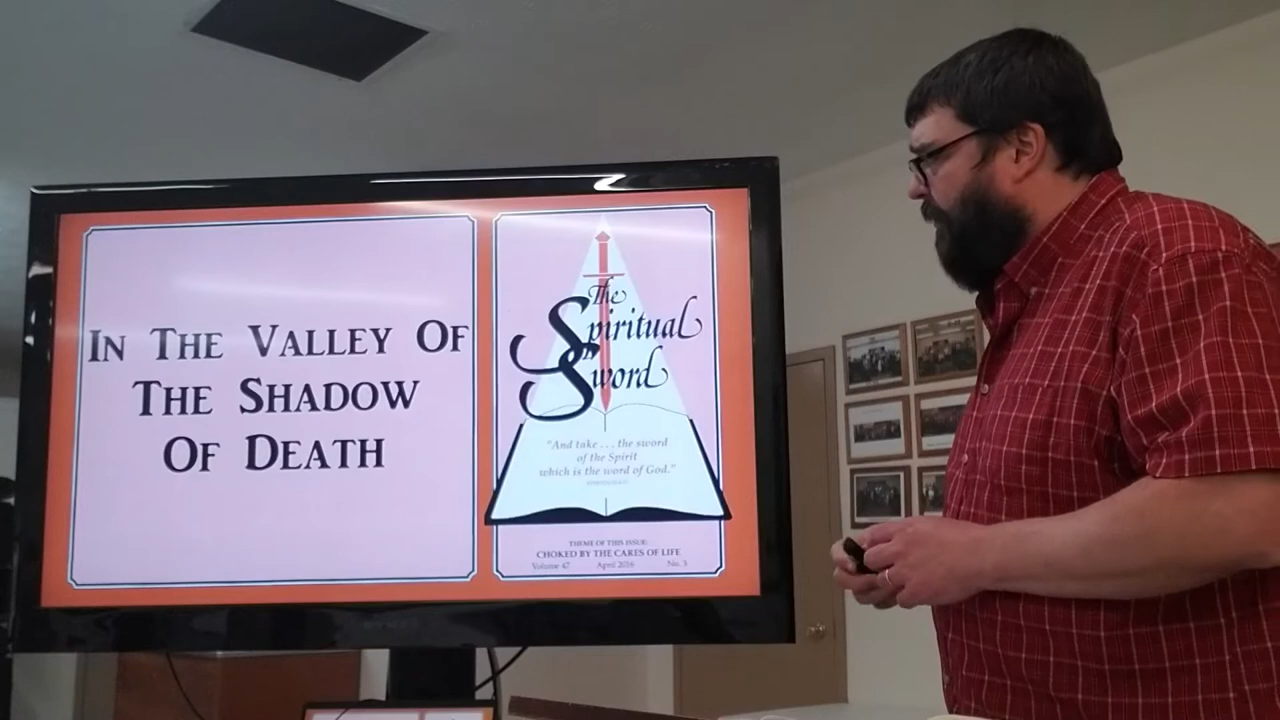 In The Valley Of
The Shadow
Of Death
The
Spiritual
Sword
"And take . . . the sword
of the Spirit
which is the word of God."
THEME OF THIS ISSUE:
CHOKED BY THE CARES OF LIFE
Volume 47 April 2016 No. 3